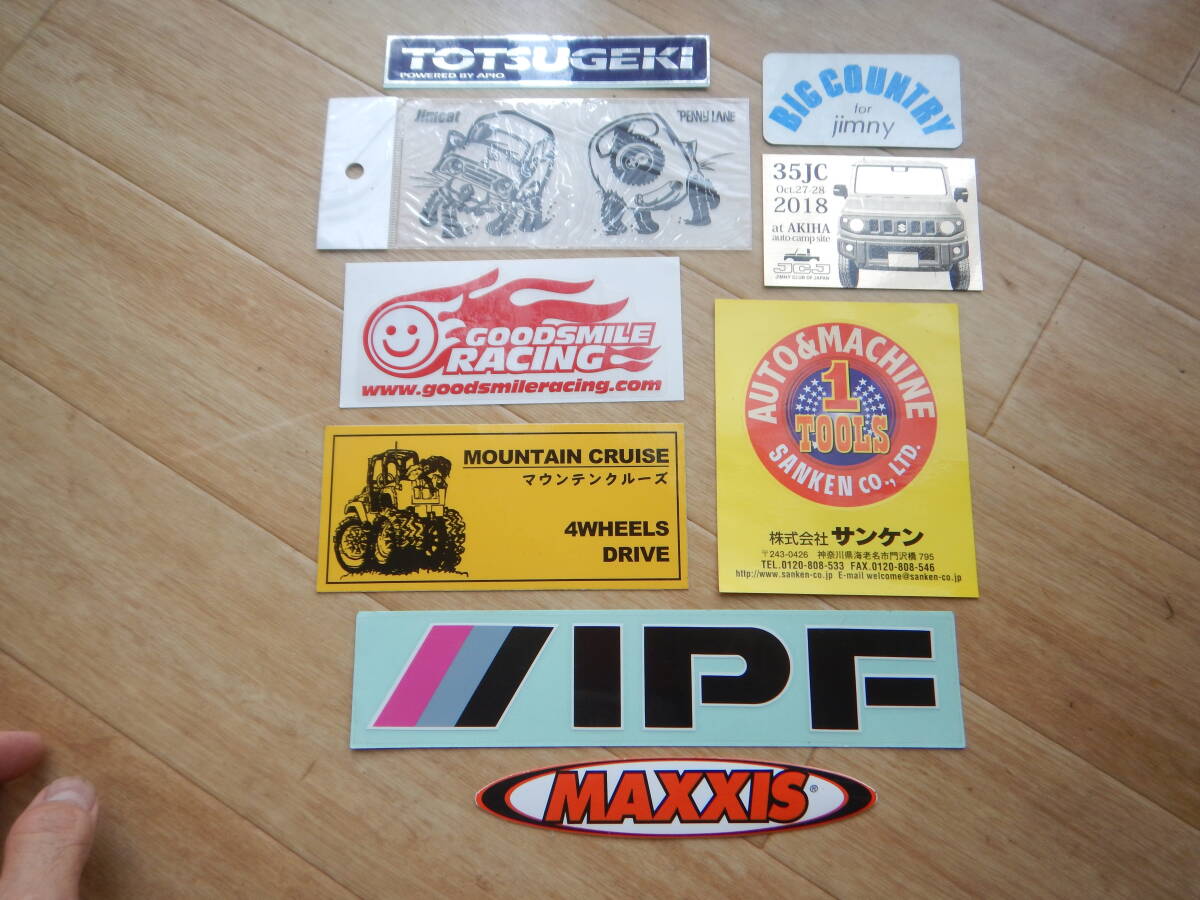 TOTSUGEKI
POWERED BY APIO
BIG COUNTRY
for
jimny
Jimcat
PENNY LANE
35JC
Oct.27-28
2018
at AKIHA
auto camp site
JCJ
JIMNY CLUB OF JAPAN
S
GOODSMILE
RACING
www.goodsmileracing.com
AUTO&MACHINE
1
TOOLS
SANKEN CO., LTD.
株式会社 サンケン
〒243-0426 神奈川県海老名市門沢橋 795
TEL.0120-808-533 FAX.0120-808-546
http://www.sanken-co.jp E-mail welcome@sanken-co.jp
MOUNTAIN CRUISE
マウンテンクルーズ
4WHEELS
DRIVE
IPF
MAXXIS®